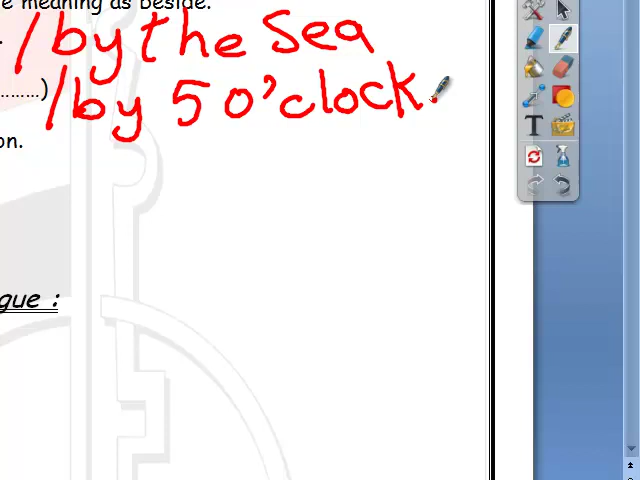 e meaning as beside.
/by the Sea
/by 5 o'clock.
………)
on.
gue :
T